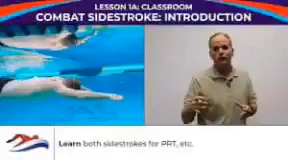 LESSON 1A: CLASSROOM
COMBAT SIDESTROKE: INTRODUCTION
Learn both sidestrokes for PRT, etc.